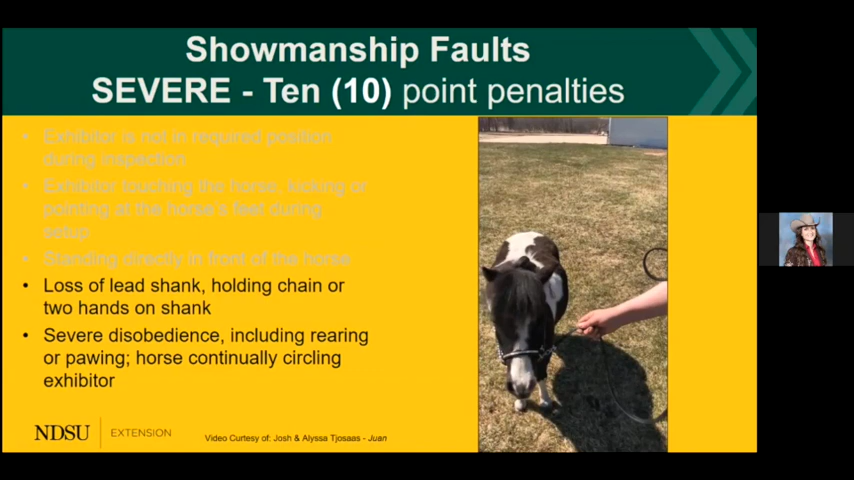 Showmanship Faults
SEVERE - Ten (10) point penalties
Exhibitor is not in required position
during inspection
Exhibitor touching the horse, kicking or
pointing at the horse's feet during
setup
Standing directly in front of the horse
• Loss of lead shank, holding chain or
two hands on shank
• Severe disobedience, including rearing
or pawing; horse continually circling
exhibitor
NDSU EXTENSION
Video Curtesy of: Josh & Alyssa Tjosaas - Juan